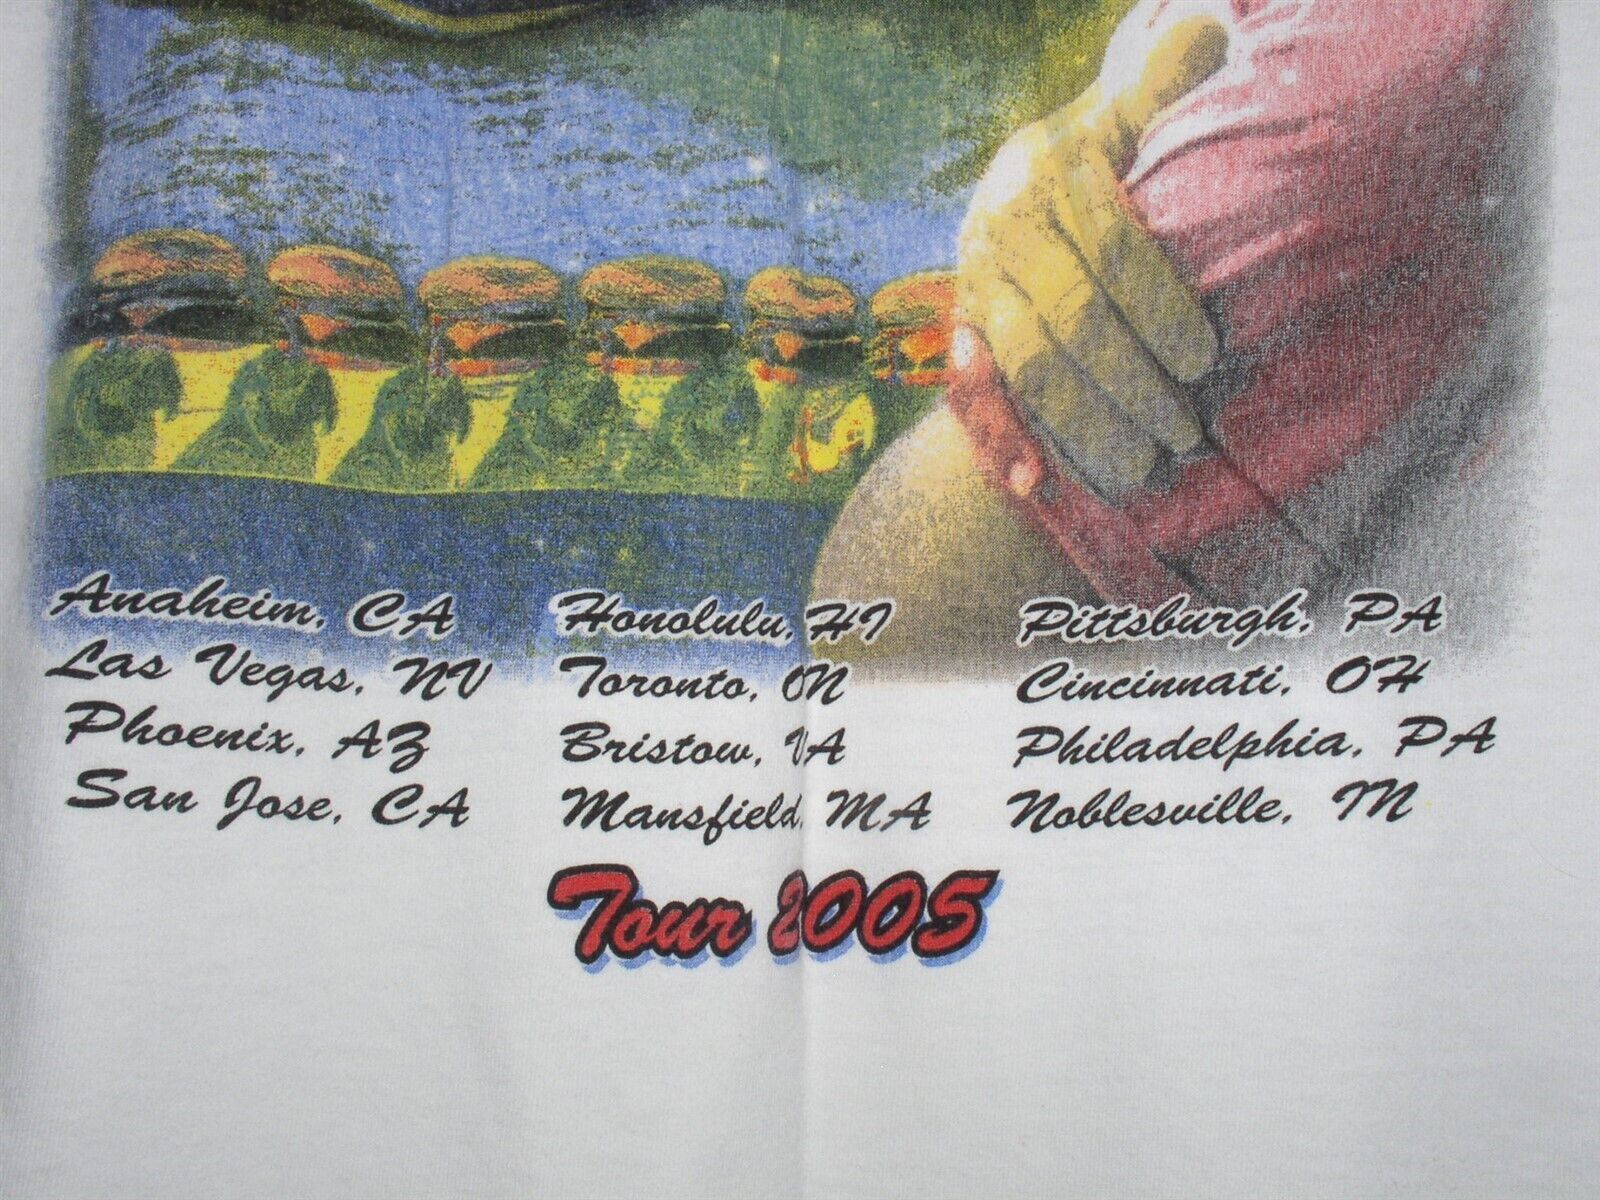 Anaheim, CA
Las Vegas, NV
Phoenix, AZ
San Jose, CA
Honolulu, HI
Toronto, ON
Bristow, VA
Mansfield, MA
Pittsburgh, PA
Cincinnati, OH
Philadelphia, PA
Noblesville, IN
Tour 2005